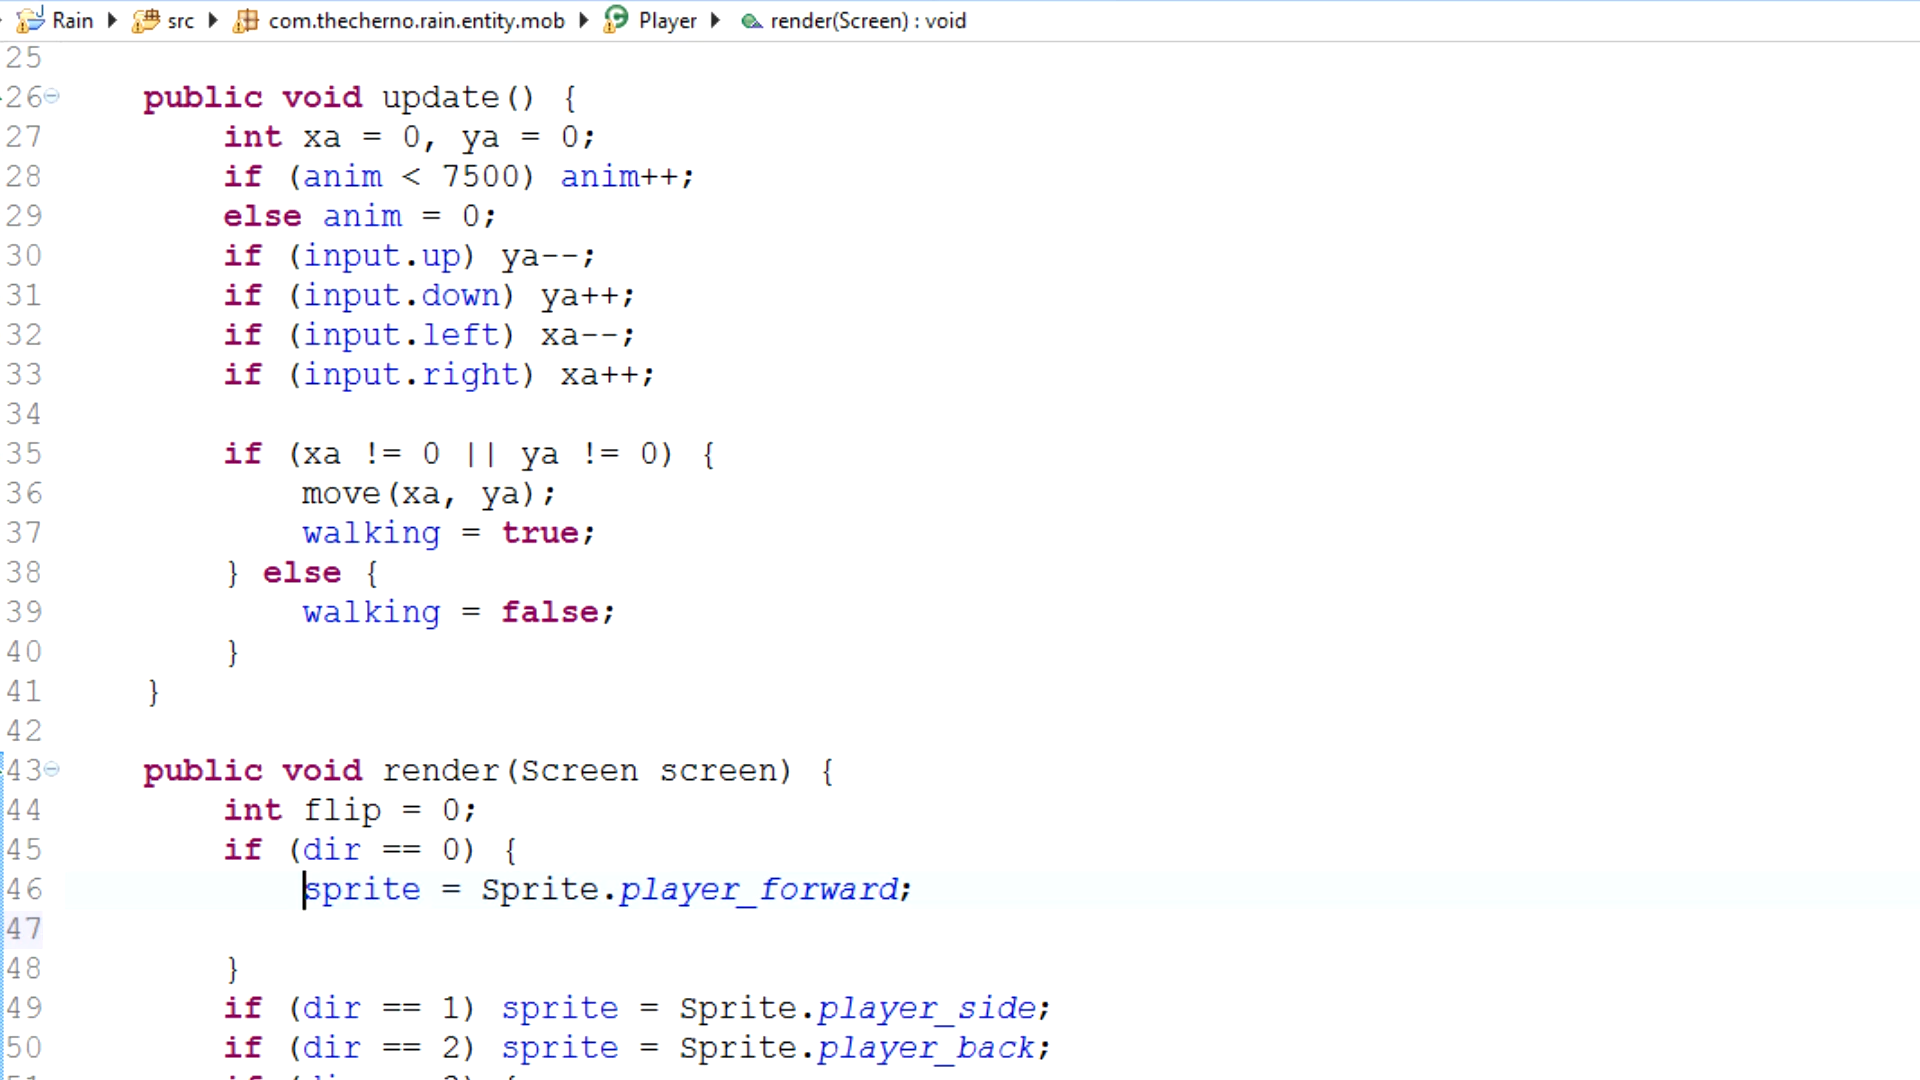 Rain src com.thecherno.rain.entity.mob Player render(Screen) : void
25
26 public void update() {
27 int xa = 0, ya = 0;
28 if (anim < 7500) anim++;
29 else anim = 0;
30 if (input.up) ya--;
31 if (input.down) ya++;
32 if (input.left) xa--;
33 if (input.right) xa++;
34
35 if (xa != 0 || ya != 0) {
36 move(xa, ya);
37 walking = true;
38 } else {
39 walking = false;
40 }
41 }
42
43 public void render(Screen screen) {
44 int flip = 0;
45 if (dir == 0) {
46 sprite = Sprite.player_forward;
47
48 }
49 if (dir == 1) sprite = Sprite.player_side;
50 if (dir == 2) sprite = Sprite.player_back;